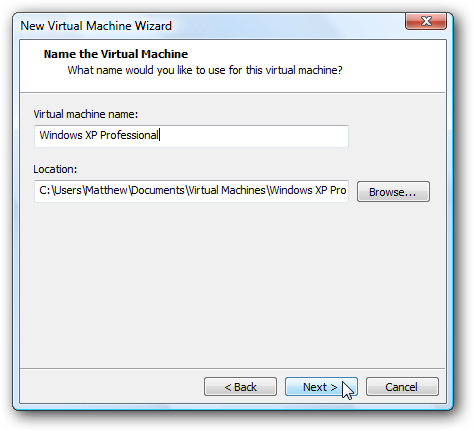 New Virtual Machine Wizard
Name the Virtual Machine
What name would you like to use for this virtual machine?
Virtual machine name:
Windows XP Professional
Location:
C:\Users\Matthew\Documents\Virtual Machines\Windows XP Pro
Browse...
< Back
Next >
Cancel